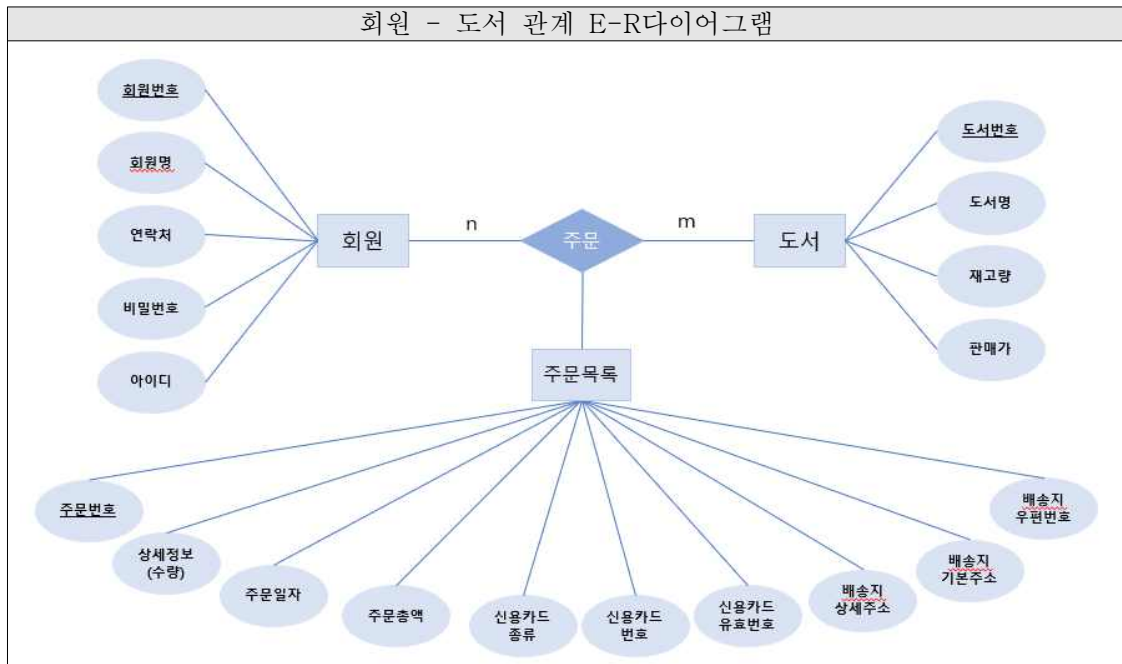 회원 - 도서 관계 E-R다이어그램
회원번호
회원명
연락처
비밀번호
아이디
회원
n
주문
m
도서
도서번호
도서명
재고량
판매가
주문목록
주문번호
상세정보
(수량)
주문일자
주문총액
신용카드
종류
신용카드
번호
신용카드
유효번호
배송지
상세주소
배송지
기본주소
배송지
우편번호